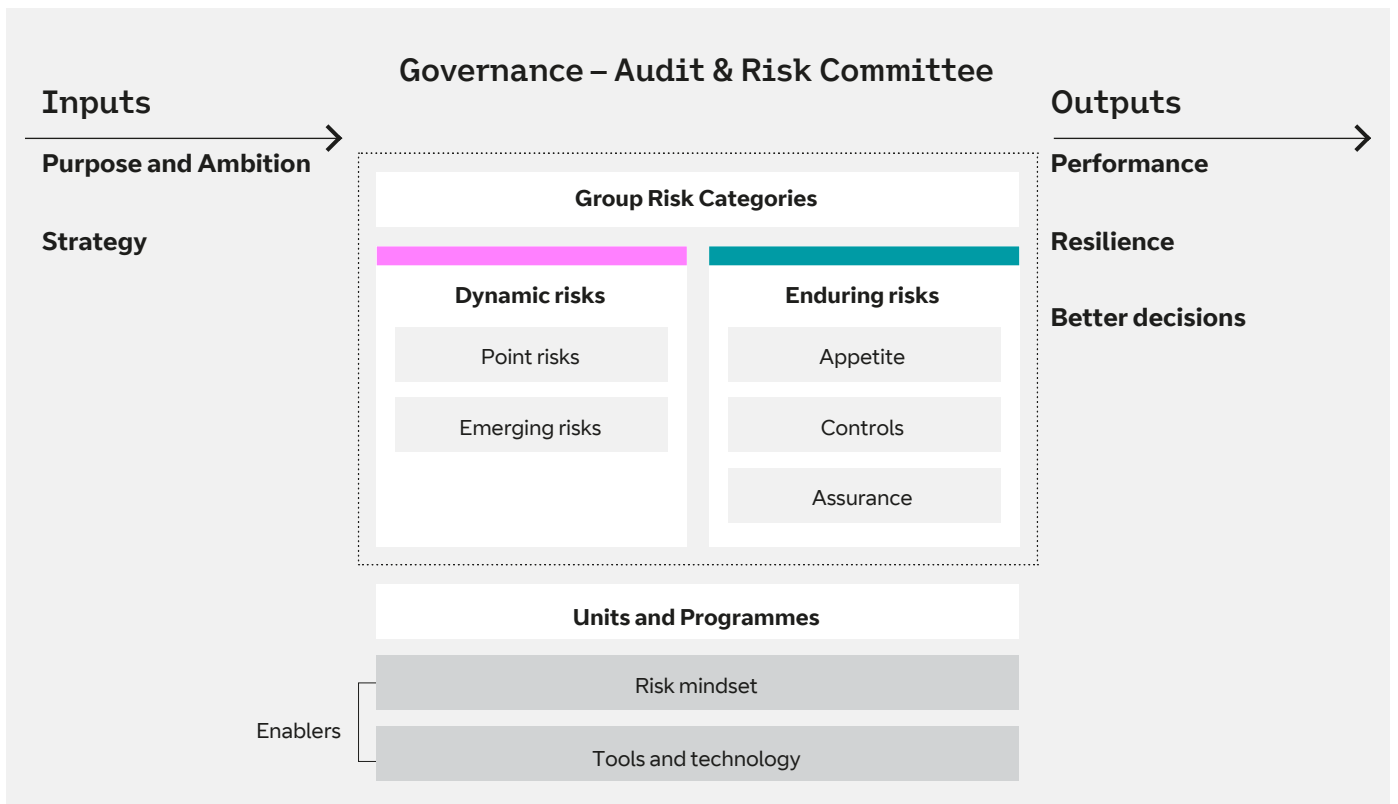 Governance – Audit & Risk Committee
Inputs
Purpose and Ambition
Strategy
Group Risk Categories
Dynamic risks
Point risks
Emerging risks
Enduring risks
Appetite
Controls
Assurance
Units and Programmes
Enablers
Risk mindset
Tools and technology
Outputs
Performance
Resilience
Better decisions